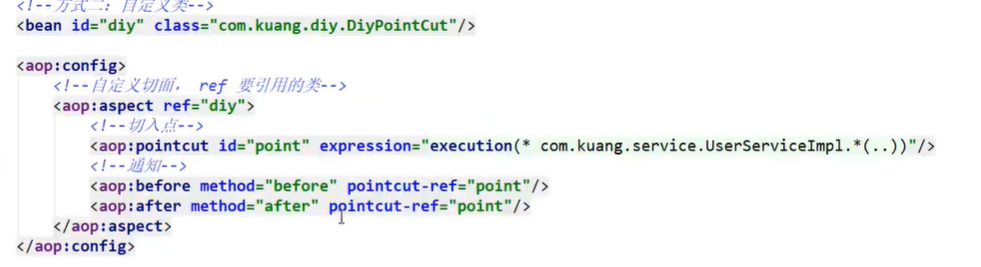 <!--方式二：自定义类-->
<bean id="diy" class="com.kuang.diy.DiyPointCut"/>
<aop:config>
<!--自定义切面， ref 要引用的类-->
<aop:aspect ref="diy">
<!--切入点-->
<aop:pointcut id="point" expression="execution(* com.kuang.service.UserServiceImpl.*(..))"/>
<!--通知-->
<aop:before method="before" pointcut-ref="point"/>
<aop:after method="after" pointcut-ref="point"/>
</aop:aspect>
</aop:config>